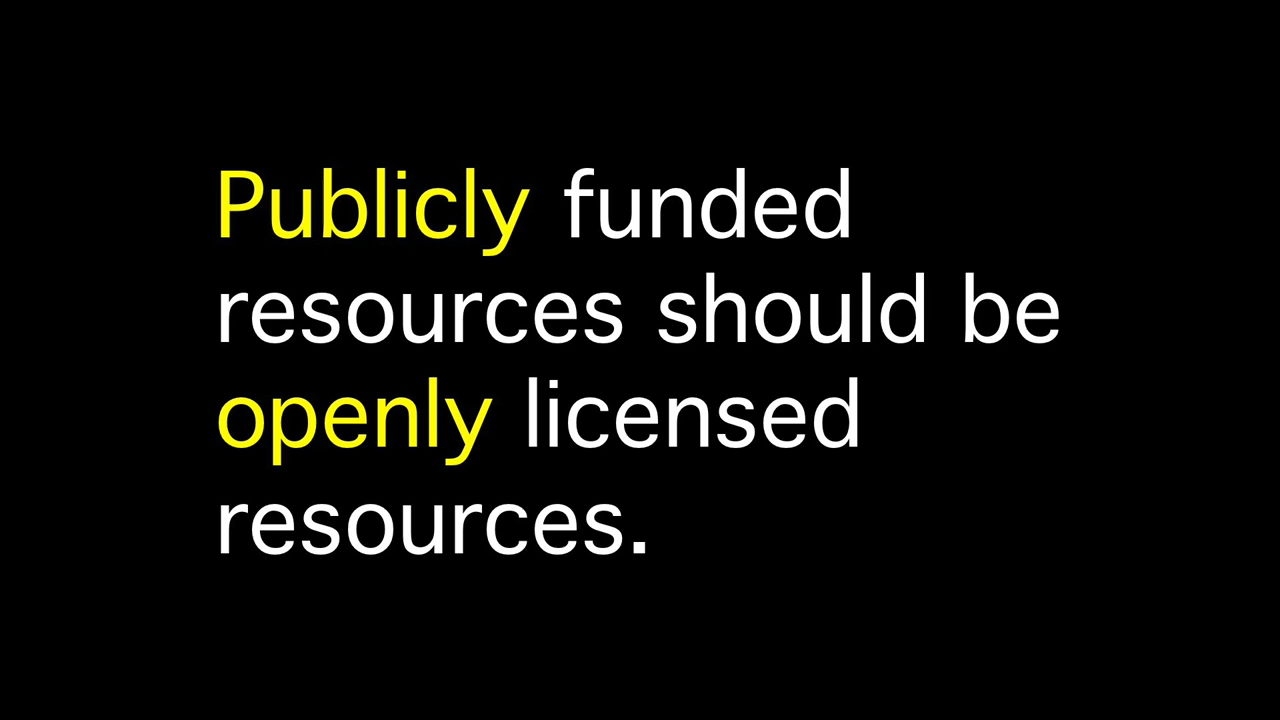 Publicly funded
resources should be
openly licensed
resources.